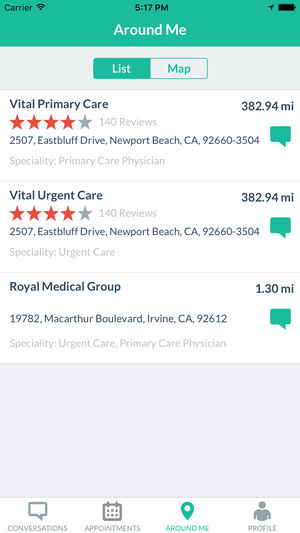 Carrier 5:17 PM
Around Me
List Map
Vital Primary Care 382.94 mi
140 Reviews
2507, Eastbluff Drive, Newport Beach, CA, 92660-3504
Speciality: Primary Care Physician
Vital Urgent Care 382.94 mi
140 Reviews
2507, Eastbluff Drive, Newport Beach, CA, 92660-3504
Speciality: Urgent Care
Royal Medical Group 1.30 mi
19782, Macarthur Boulevard, Irvine, CA, 92612
Speciality: Urgent Care, Primary Care Physician
CONVERSATIONS APPOINTMENTS AROUND ME PROFILE